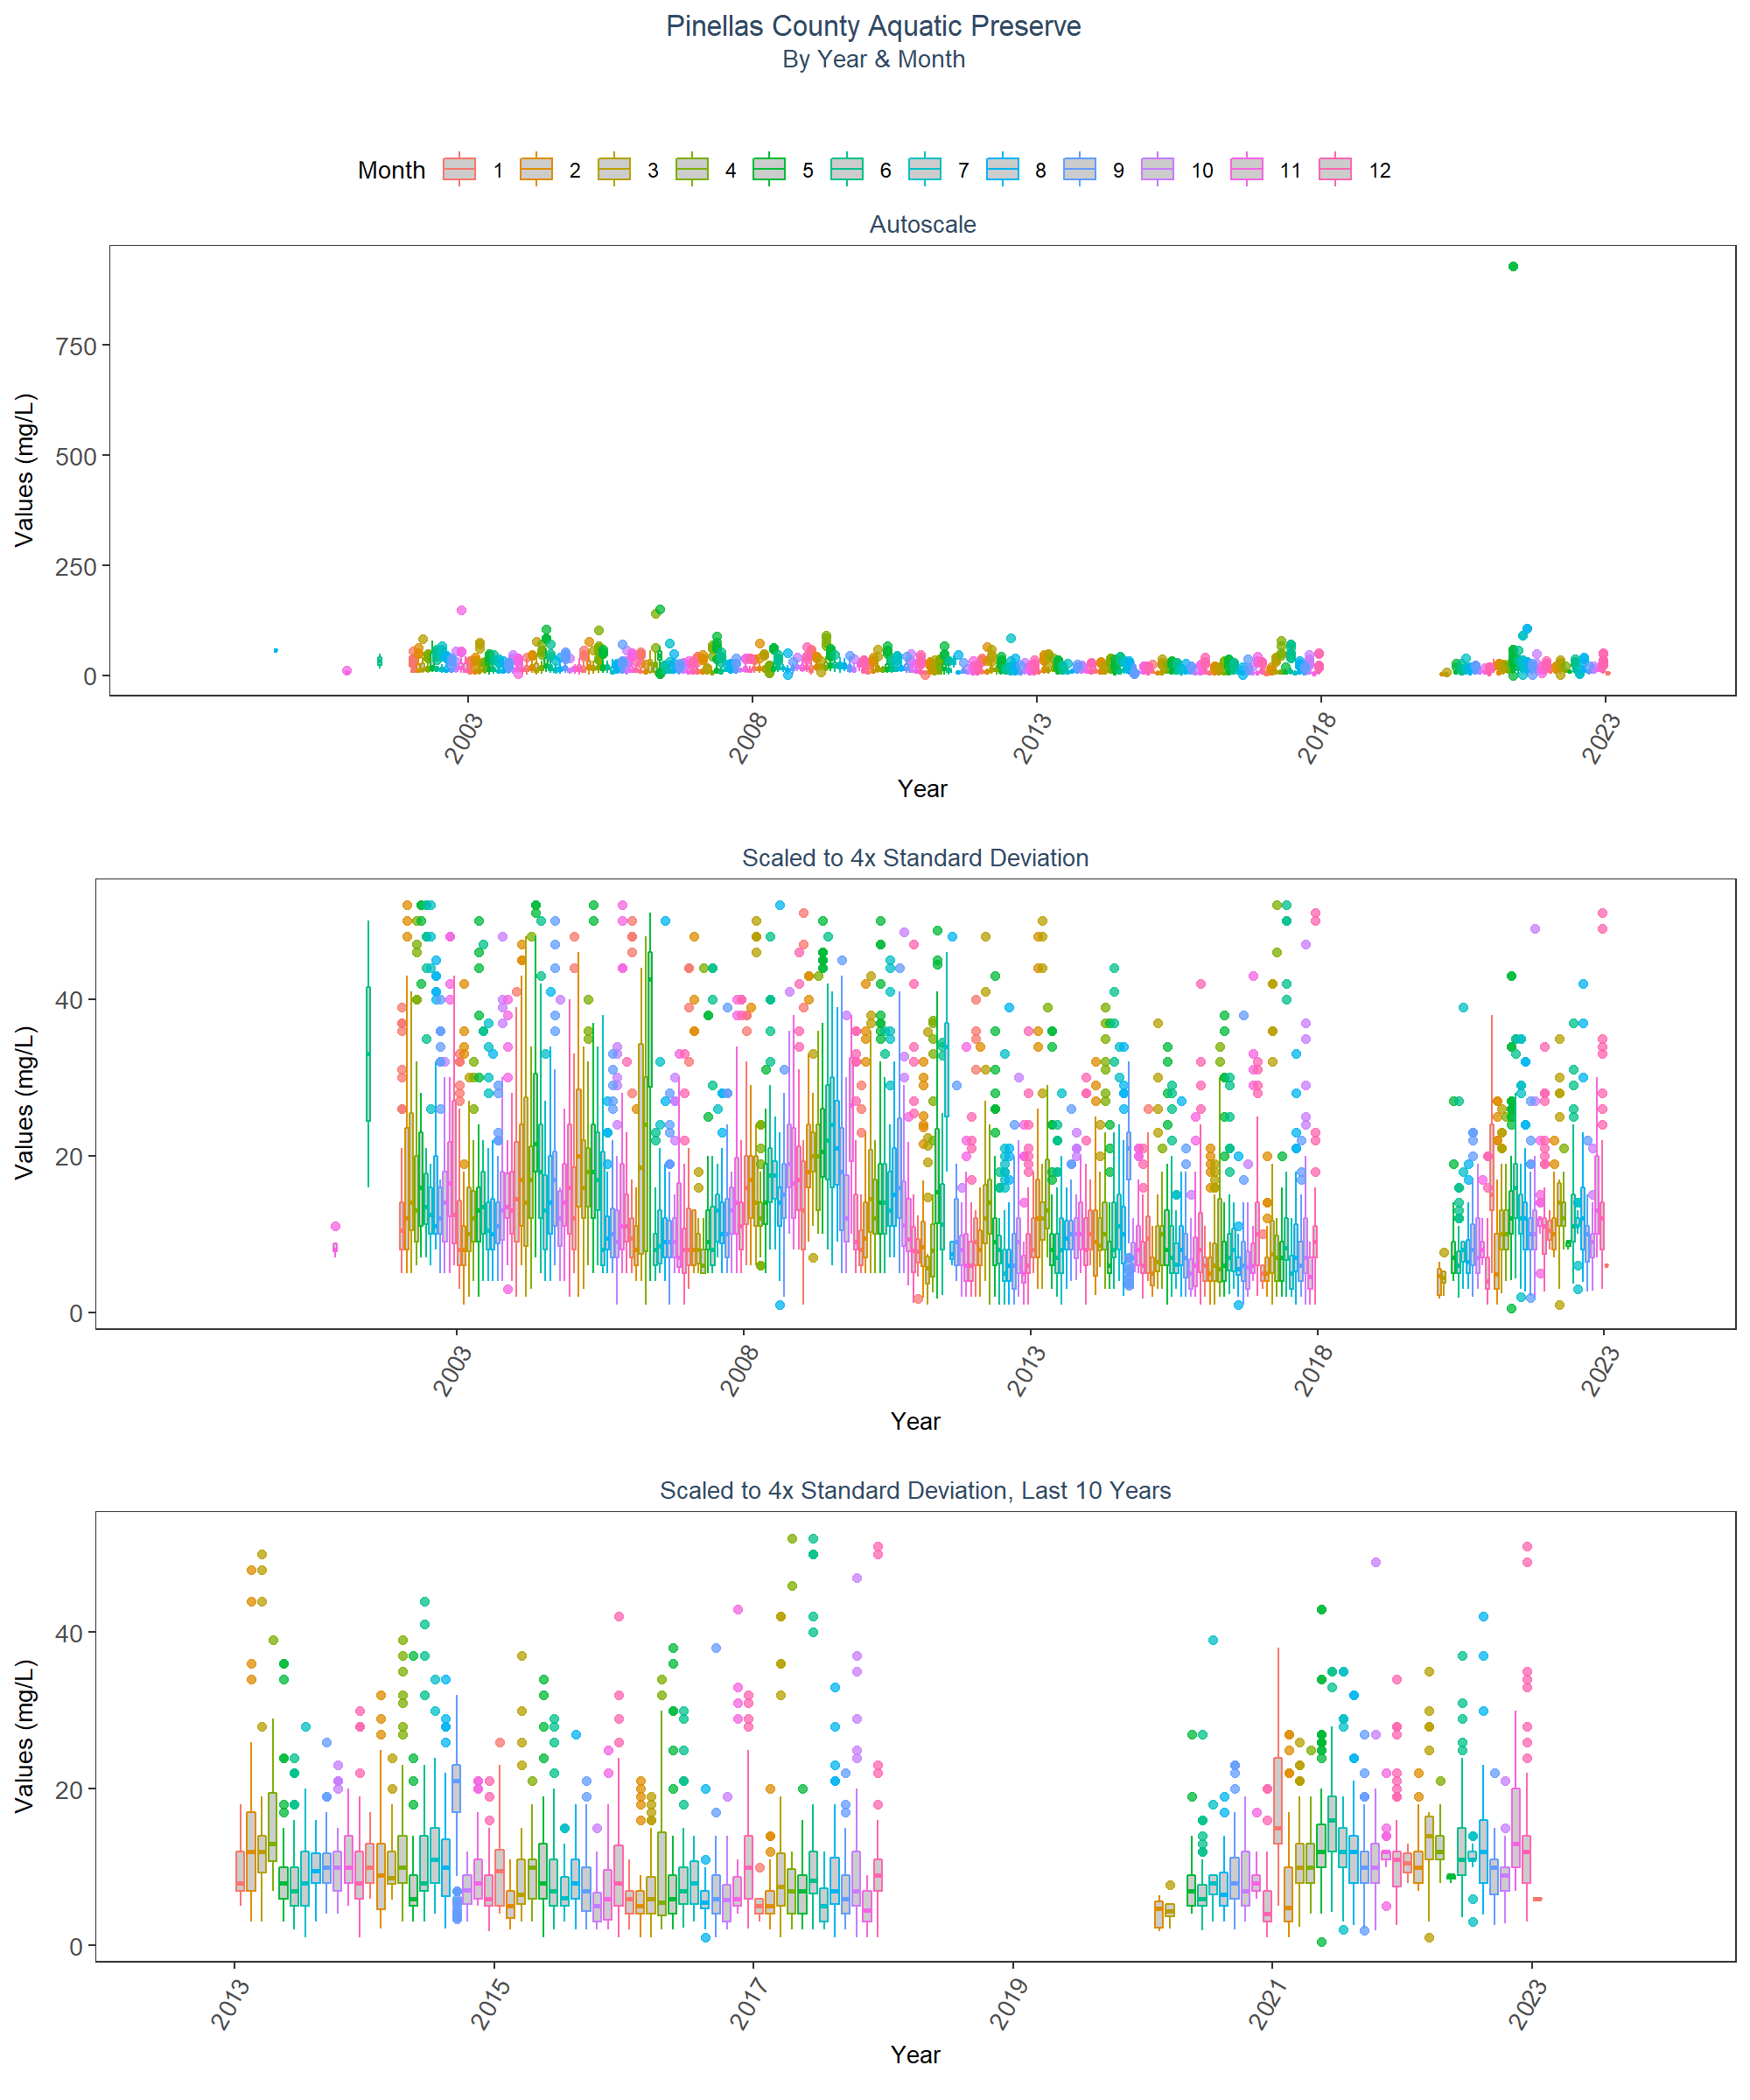 Pinellas County Aquatic Preserve
By Year & Month
Month 1 2 3 4 5 6 7 8 9 10 11 12
Autoscale
Values (mg/L)
750
500
250
0
2003 2008 2013 2018 2023
Year
Scaled to 4x Standard Deviation
Values (mg/L)
40
20
0
2003 2008 2013 2018 2023
Year
Scaled to 4x Standard Deviation, Last 10 Years
Values (mg/L)
40
20
0
2013 2015 2017 2019 2021 2023
Year